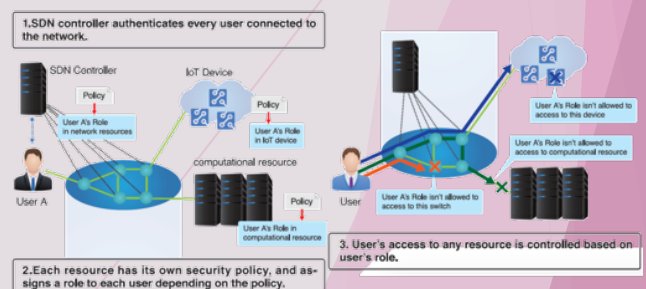 1.SDN controller authenticates every user connected to
the network.
SDN Controller
IoT Device
Policy
User A's Role
in network resources
Policy
User A's Role
in IoT device
computational resource
User A
Policy
User A's Role in
computational resource
2.Each resource has its own security policy, and as-
signs a role to each user depending on the policy.
User A's Role isn't allowed to
access to this device
User A's Role isn't allowed to
access to computational resource
User
User A's Role isn't allowed to
access to this switch
3. User's access to any resource is controlled based on
user's role.